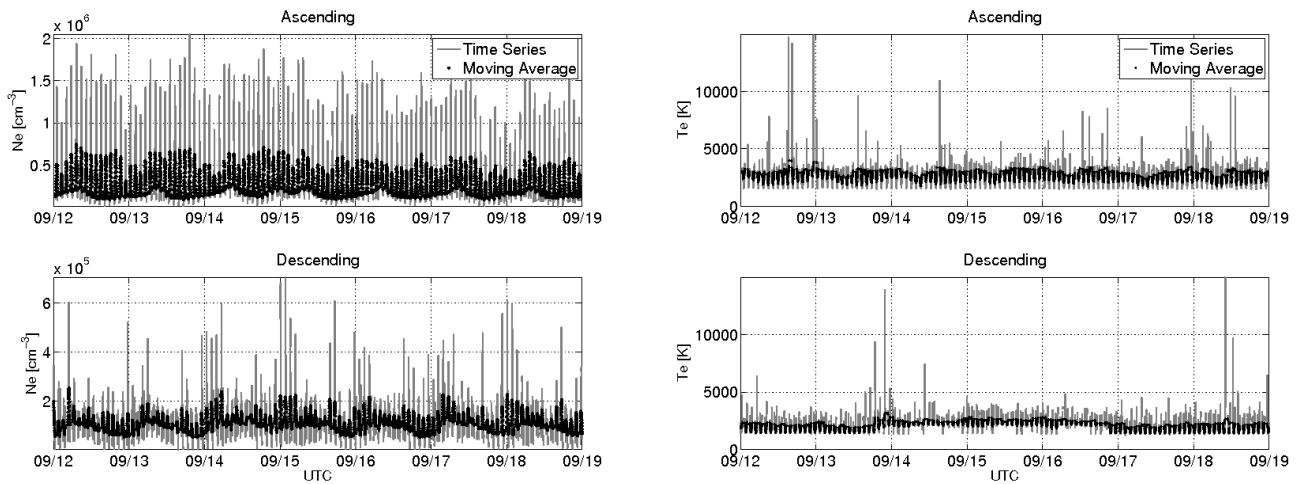 Ascending
x 10^6
2
1.5
1
0.5
Ne [cm^-3]
Time Series
Moving Average
09/12 09/13 09/14 09/15 09/16 09/17 09/18 09/19
Ascending
10000
5000
0
Te [K]
Time Series
Moving Average
09/12 09/13 09/14 09/15 09/16 09/17 09/18 09/19
Descending
x 10^5
6
4
2
Ne [cm^-3]
09/12 09/13 09/14 09/15 09/16 09/17 09/18 09/19
UTC
Descending
10000
5000
0
Te [K]
09/12 09/13 09/14 09/15 09/16 09/17 09/18 09/19
UTC